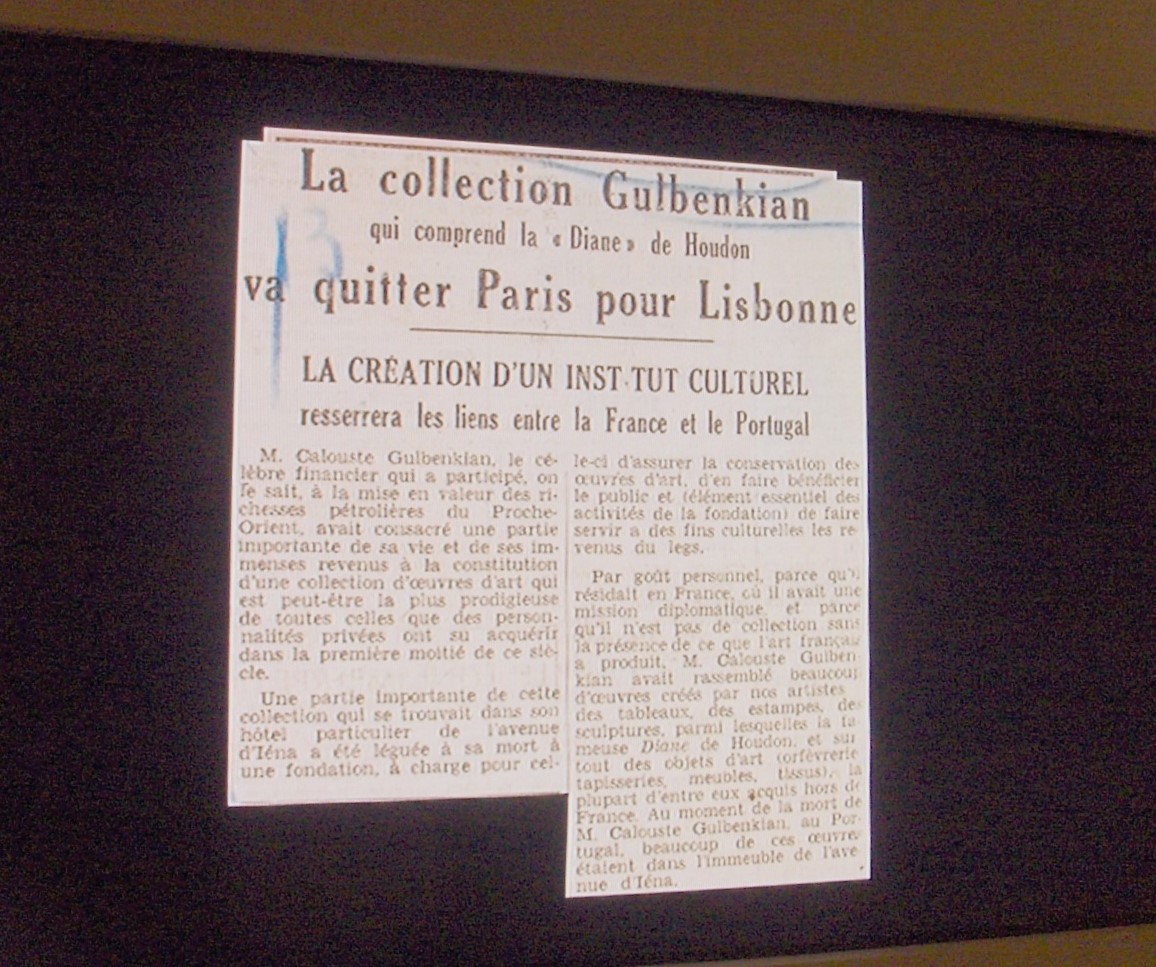 La collection Gulbenkian
qui comprend la « Diane » de Houdon
va quitter Paris pour Lisbonne
LA CRÉATION D'UN INST TUT CULTUREL
resserrera les liens entre la France et le Portugal
M. Calouste Gulbenkian, le cé-
lèbre financier qui a participé, on
le sait, à la mise en valeur des ri-
chesses pétrolières du Proche-
Orient, avait consacré une partie
importante de sa vie et de ses im-
menses revenus à la constitution
d'une collection d'œuvres d'art qui
est peut-être la plus prodigieuse
de toutes celles que des person-
nalités privées ont su acquérir
dans la première moitié de ce siè-
cle.
Une partie importante de cette
collection qui se trouvait dans son
hôtel particulier de l'avenue
d'Iéna a été léguée à sa mort à
une fondation, à charge pour cel-
le-ci d'assurer la conservation des
œuvres d'art, d'en faire bénéficier
le public et (élément essentiel des
activités de la fondation) de faire
servir a des fins culturelles les re-
venus du legs.
Par goût personnel, parce qu'il
résidait en France, où il avait une
mission diplomatique, et parce
qu'il n'est pas de collection sans
la présence de ce que l'art français
a produit, M. Calouste Gulben-
kian avait rassemblé beaucoup
d'œuvres créés par nos artistes
des tableaux, des estampes, des
sculptures, parmi lesquelles la fa-
meuse Diane de Houdon, et sur
tout des objets d'art (orfèvrerie
tapisseries, meubles, tissus), la
plupart d'entre eux acquis hors de
France. Au moment de la mort de
M. Calouste Gulbenkian, au Por-
tugal, beaucoup de ces œuvres
étaient dans l'immeuble de l'ave
nue d'Iéna.